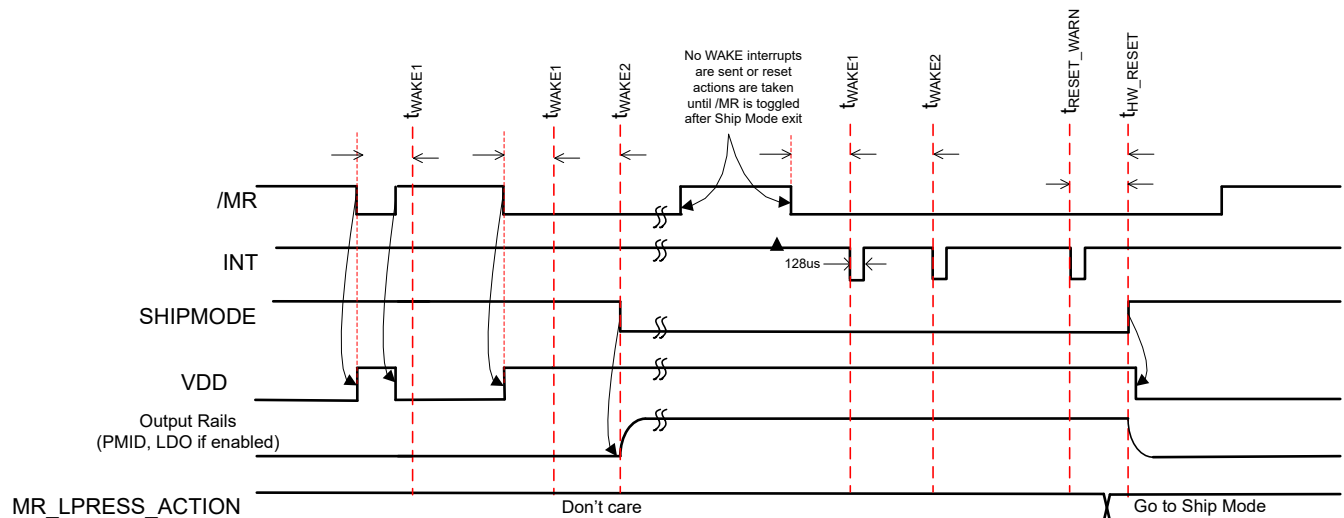 No WAKE interrupts
are sent or reset
actions are taken
until /MR is toggled
after Ship Mode exit
tWAKE1
tWAKE1
tWAKE2
tWAKE1
tWAKE2
tRESET_WARN
tHW_RESET
/MR
INT
128us
SHIPMODE
VDD
Output Rails
(PMID, LDO if enabled)
MR_LPRESS_ACTION
Don't care
Go to Ship Mode